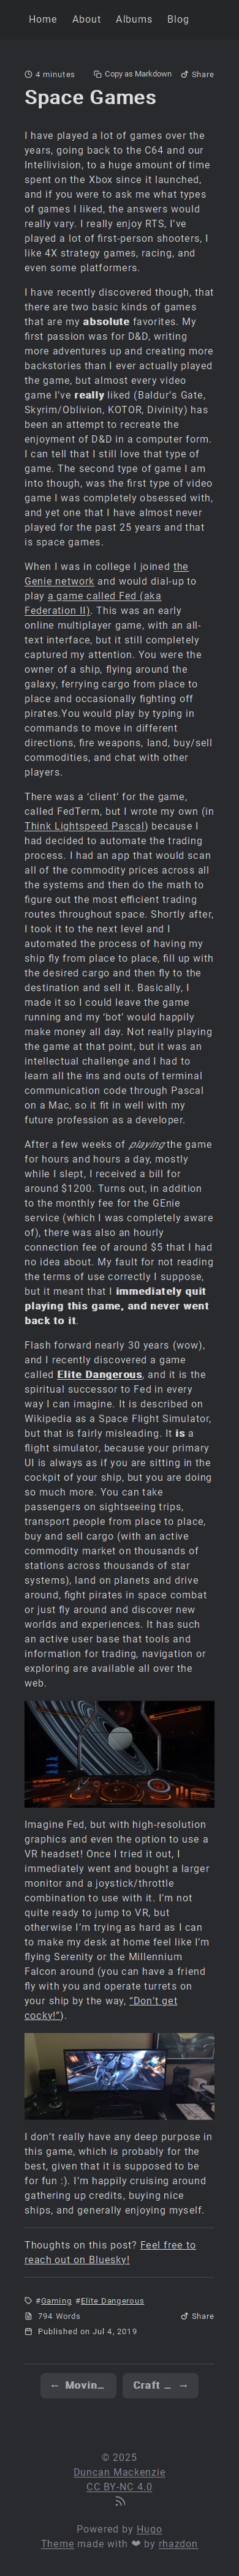 Home About Albums Blog
4 minutes Copy as Markdown Share
Space Games
I have played a lot of games over the
years, going back to the C64 and our
Intellivision, to a huge amount of time
spent on the Xbox since it launched,
and if you were to ask me what types
of games I liked, the answers would
really vary. I really enjoy RTS, I’ve
played a lot of first-person shooters, I
like 4X strategy games, racing, and
even some platformers.
I have recently discovered though, that
there are two basic kinds of games
that are my absolute favorites. My
first passion was for D&D, writing
more adventures up and creating more
backstories than I ever actually played
the game, but almost every video
game I’ve really liked (Baldur’s Gate,
Skyrim/Oblivion, KOTOR, Divinity) has
been an attempt to recreate the
enjoyment of D&D in a computer form.
I can tell that I still love that type of
game. The second type of game I am
into though, was the first type of video
game I was completely obsessed with,
and yet one that I have almost never
played for the past 25 years and that
is space games.
When I was in college I joined the
Genie network and would dial-up to
play a game called Fed (aka
Federation II). This was an early
online multiplayer game, with an all-
text interface, but it still completely
captured my attention. You were the
owner of a ship, flying around the
galaxy, ferrying cargo from place to
place and occasionally fighting off
pirates.You would play by typing in
commands to move in different
directions, fire weapons, land, buy/sell
commodities, and chat with other
players.
There was a ‘client’ for the game,
called FedTerm, but I wrote my own (in
Think Lightspeed Pascal) because I
had decided to automate the trading
process. I had an app that would scan
all of the commodity prices across all
the systems and then do the math to
figure out the most efficient trading
routes throughout space. Shortly after,
I took it to the next level and I
automated the process of having my
ship fly from place to place, fill up with
the desired cargo and then fly to the
destination and sell it. Basically, I
made it so I could leave the game
running and my ‘bot’ would happily
make money all day. Not really playing
the game at that point, but it was an
intellectual challenge and I had to
learn all the ins and outs of terminal
communication code through Pascal
on a Mac, so it fit in well with my
future profession as a developer.
After a few weeks of playing the game
for hours and hours a day, mostly
while I slept, I received a bill for
around $1200. Turns out, in addition
to the monthly fee for the GEnie
service (which I was completely aware
of), there was also an hourly
connection fee of around $5 that I had
no idea about. My fault for not reading
the terms of use correctly I suppose,
but it meant that I immediately quit
playing this game, and never went
back to it.
Flash forward nearly 30 years (wow),
and I recently discovered a game
called Elite Dangerous, and it is the
spiritual successor to Fed in every
way I can imagine. It is described on
Wikipedia as a Space Flight Simulator,
but that is fairly misleading. It is a
flight simulator, because your primary
UI is always as if you are sitting in the
cockpit of your ship, but you are doing
so much more. You can take
passengers on sightseeing trips,
transport people from place to place,
buy and sell cargo (with an active
commodity market on thousands of
stations across thousands of star
systems), land on planets and drive
around, fight pirates in space combat
or just fly around and discover new
worlds and experiences. It has such
an active user base that tools and
information for trading, navigation or
exploring are available all over the
web.
Imagine Fed, but with high-resolution
graphics and even the option to use a
VR headset! Once I tried it out, I
immediately went and bought a larger
monitor and a joystick/throttle
combination to use with it. I’m not
quite ready to jump to VR, but
otherwise I’m trying as hard as I can
to make my desk at home feel like I’m
flying Serenity or the Millennium
Falcon around (you can have a friend
fly with you and operate turrets on
your ship by the way, “Don’t get
cocky!”).
I don’t really have any deep purpose in
this game, which is probably for the
best, given that it is supposed to be
fun :). I’m happily cruising around
gathering up credits, buying nice
ships, and generally enjoying myself.
Thoughts on this post? Feel free to
reach out on Bluesky!
#Gaming #Elite Dangerous
794 Words Share
Published on Jul 4, 2019
← Movin… Craft … →
© 2025
Duncan Mackenzie
CC BY-NC 4.0
Powered by Hugo
Theme made with ❤ by rhazdon